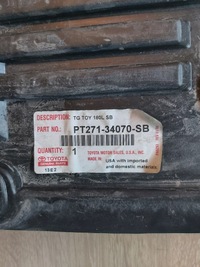 DESCRIPTION: TG TOY 180L SB
PART NO.: PT271-34070-SB
QUANTITY: 1
TOYOTA MOTOR SALES, U.S.A., INC.
MADE IN USA with imported
and domestic materials.
TOYOTA